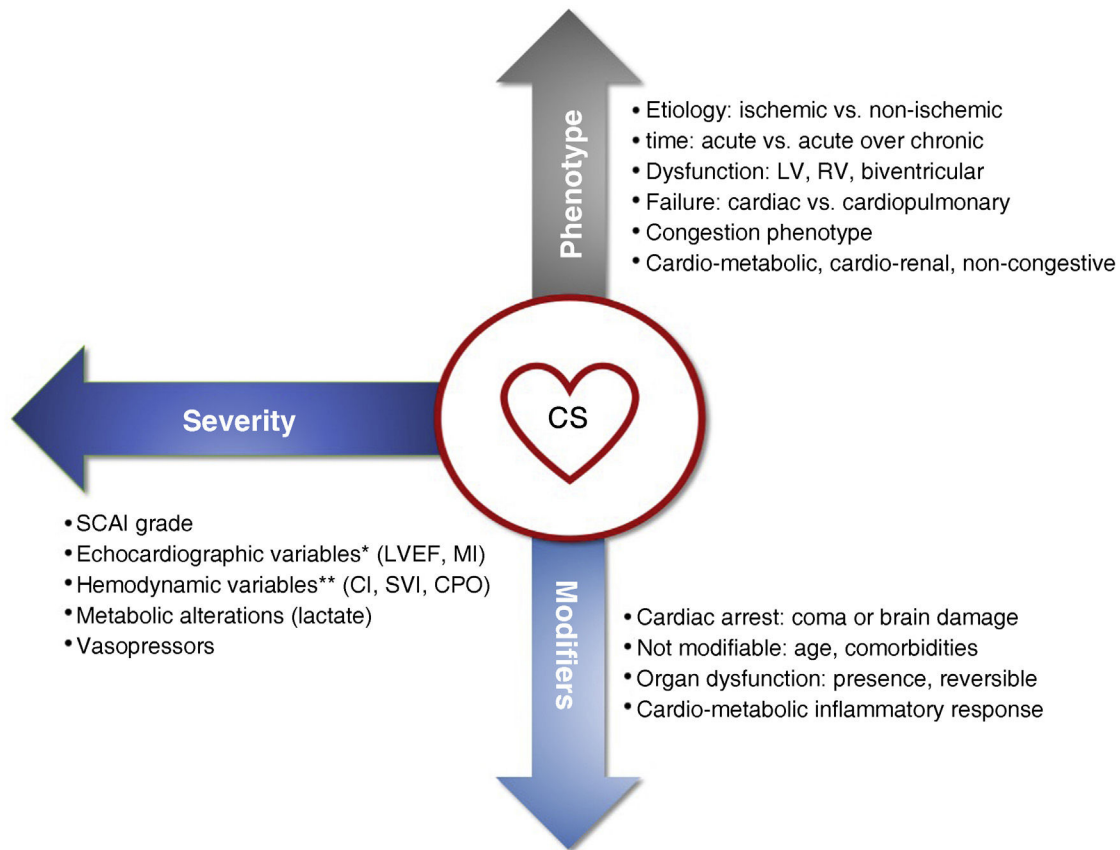 Phenotype
• Etiology: ischemic vs. non-ischemic
• time: acute vs. acute over chronic
• Dysfunction: LV, RV, biventricular
• Failure: cardiac vs. cardiopulmonary
• Congestion phenotype
• Cardio-metabolic, cardio-renal, non-congestive
Severity
CS
• SCAI grade
• Echocardiographic variables* (LVEF, MI)
• Hemodynamic variables** (CI, SVI, CPO)
• Metabolic alterations (lactate)
• Vasopressors
Modifiers
• Cardiac arrest: coma or brain damage
• Not modifiable: age, comorbidities
• Organ dysfunction: presence, reversible
• Cardio-metabolic inflammatory response